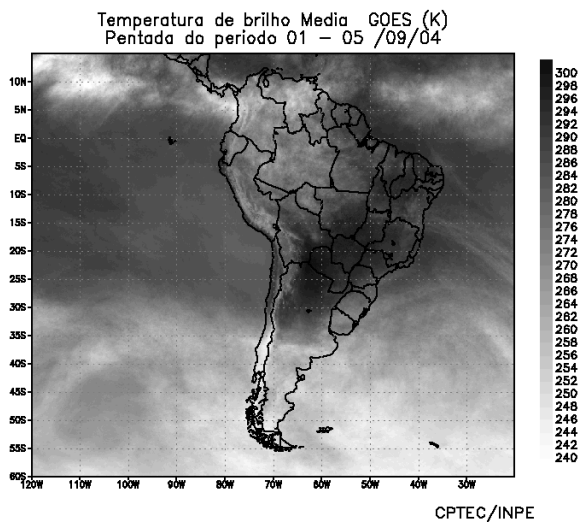 Temperatura de brilho Media GOES (K)
Pentada do periodo 01 - 05 /09/04
15N
10N
5N
EQ
5S
10S
15S
20S
25S
30S
35S
40S
45S
50S
55S
60S
120W 110W 100W 90W 80W 70W 60W 50W 40W 30W
300
298
296
294
292
290
288
286
284
282
280
278
276
274
272
270
268
266
264
262
260
258
256
254
252
250
248
246
244
242
240
CPTEC/INPE